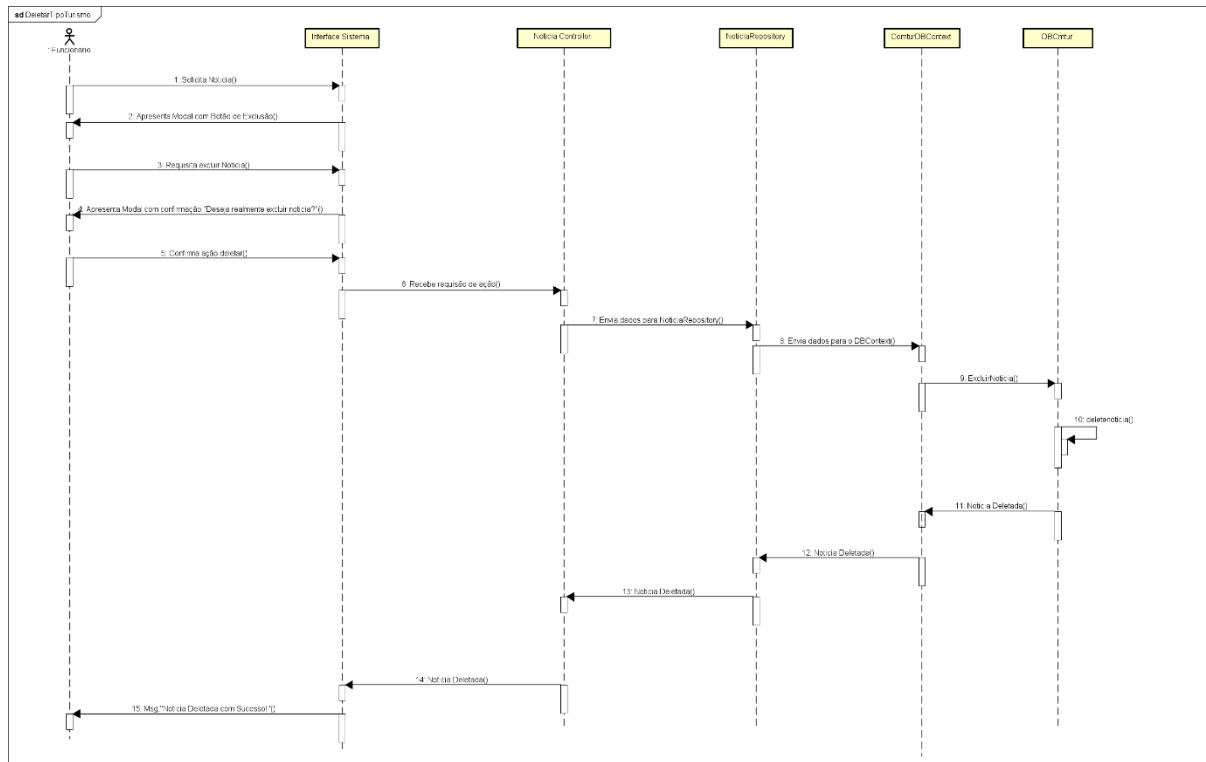 sd DeletarTipoTurismo
: Funcionário
Interface Sistema
Noticia Controller
NoticiaRepository
ComturDBContext
DBCmtur
1: Solicita Noticia()
2: Apresenta Modal com Botão de Exclusão()
3: Requisita excluir Noticia()
4: Apresenta Modal com confirmação "Deseja realmente excluir noticia?"()
5: Confirma ação deletar()
6: Recebe requisão de ação()
7: Envia dados para NoticiaRepository()
8: Envia dados para o DBContext()
9: ExcluirNoticia()
10: deletenoticia()
11: Noticia Deletada()
12: Noticia Deletada()
13: Noticia Deletada()
14: Noticia Deletada()
15: Msg:"Noticia Deletada com Sucesso!"()